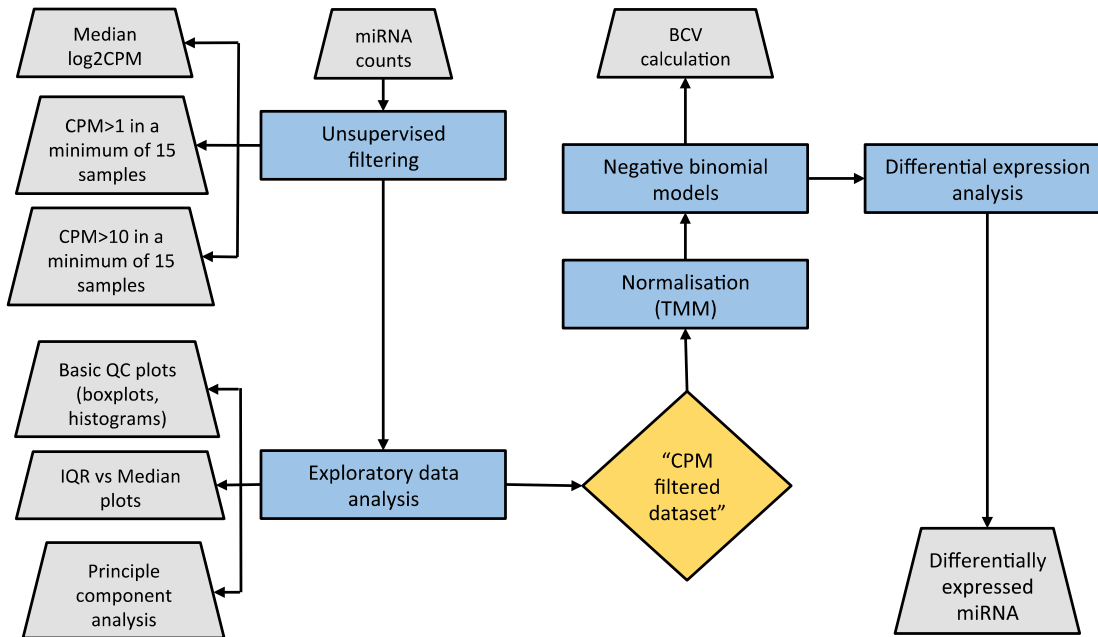 Median
log2CPM
miRNA
counts
BCV
calculation
CPM>1 in a
minimum of 15
samples
Unsupervised
filtering
Negative binomial
models
Differential expression
analysis
CPM>10 in a
minimum of 15
samples
Normalisation
(TMM)
Basic QC plots
(boxplots,
histograms)
IQR vs Median
plots
Exploratory data
analysis
“CPM
filtered
dataset”
Principle
component
analysis
Differentially
expressed
miRNA